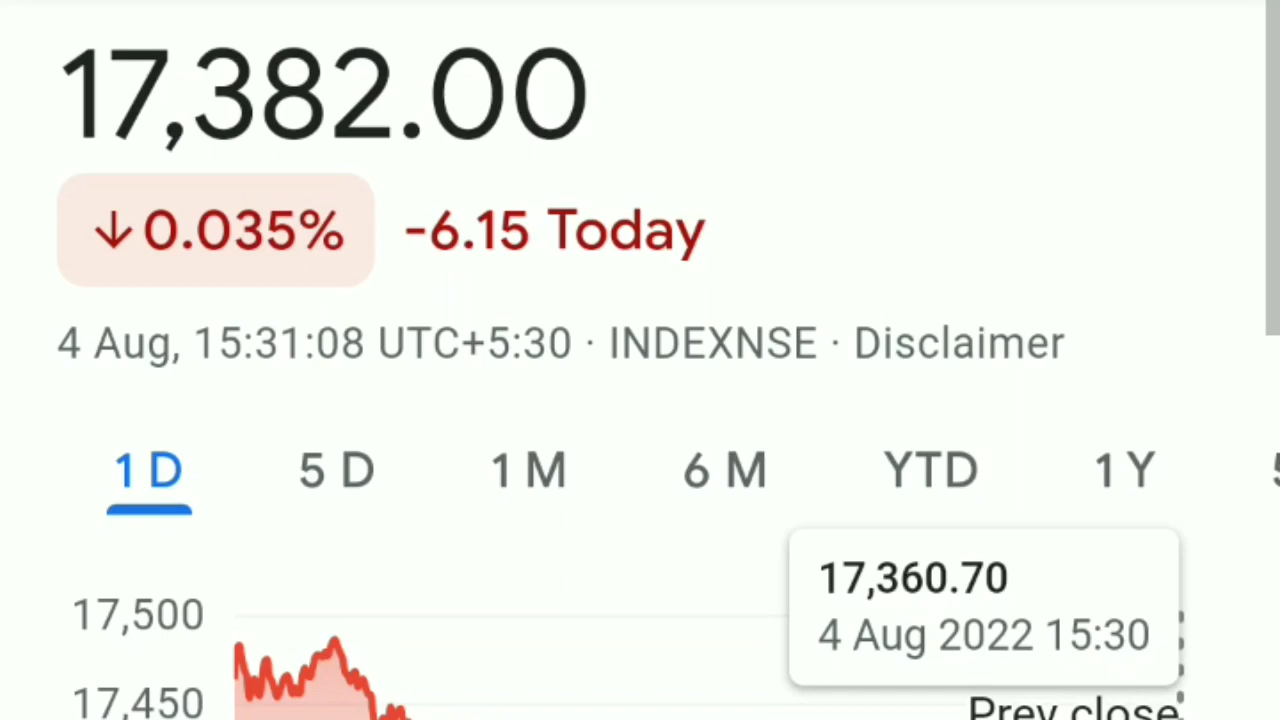 17,382.00
↓0.035% -6.15 Today
4 Aug, 15:31:08 UTC+5:30 · INDEXNSE · Disclaimer
1 D 5 D 1 M 6 M YTD 1 Y
17,360.70
4 Aug 2022 15:30
17,500
17,450
Prev close